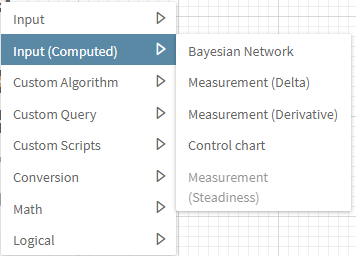 Input
Input (Computed)
Custom Algorithm
Custom Query
Custom Scripts
Conversion
Math
Logical
Bayesian Network
Measurement (Delta)
Measurement (Derivative)
Control chart
Measurement
(Steadiness)